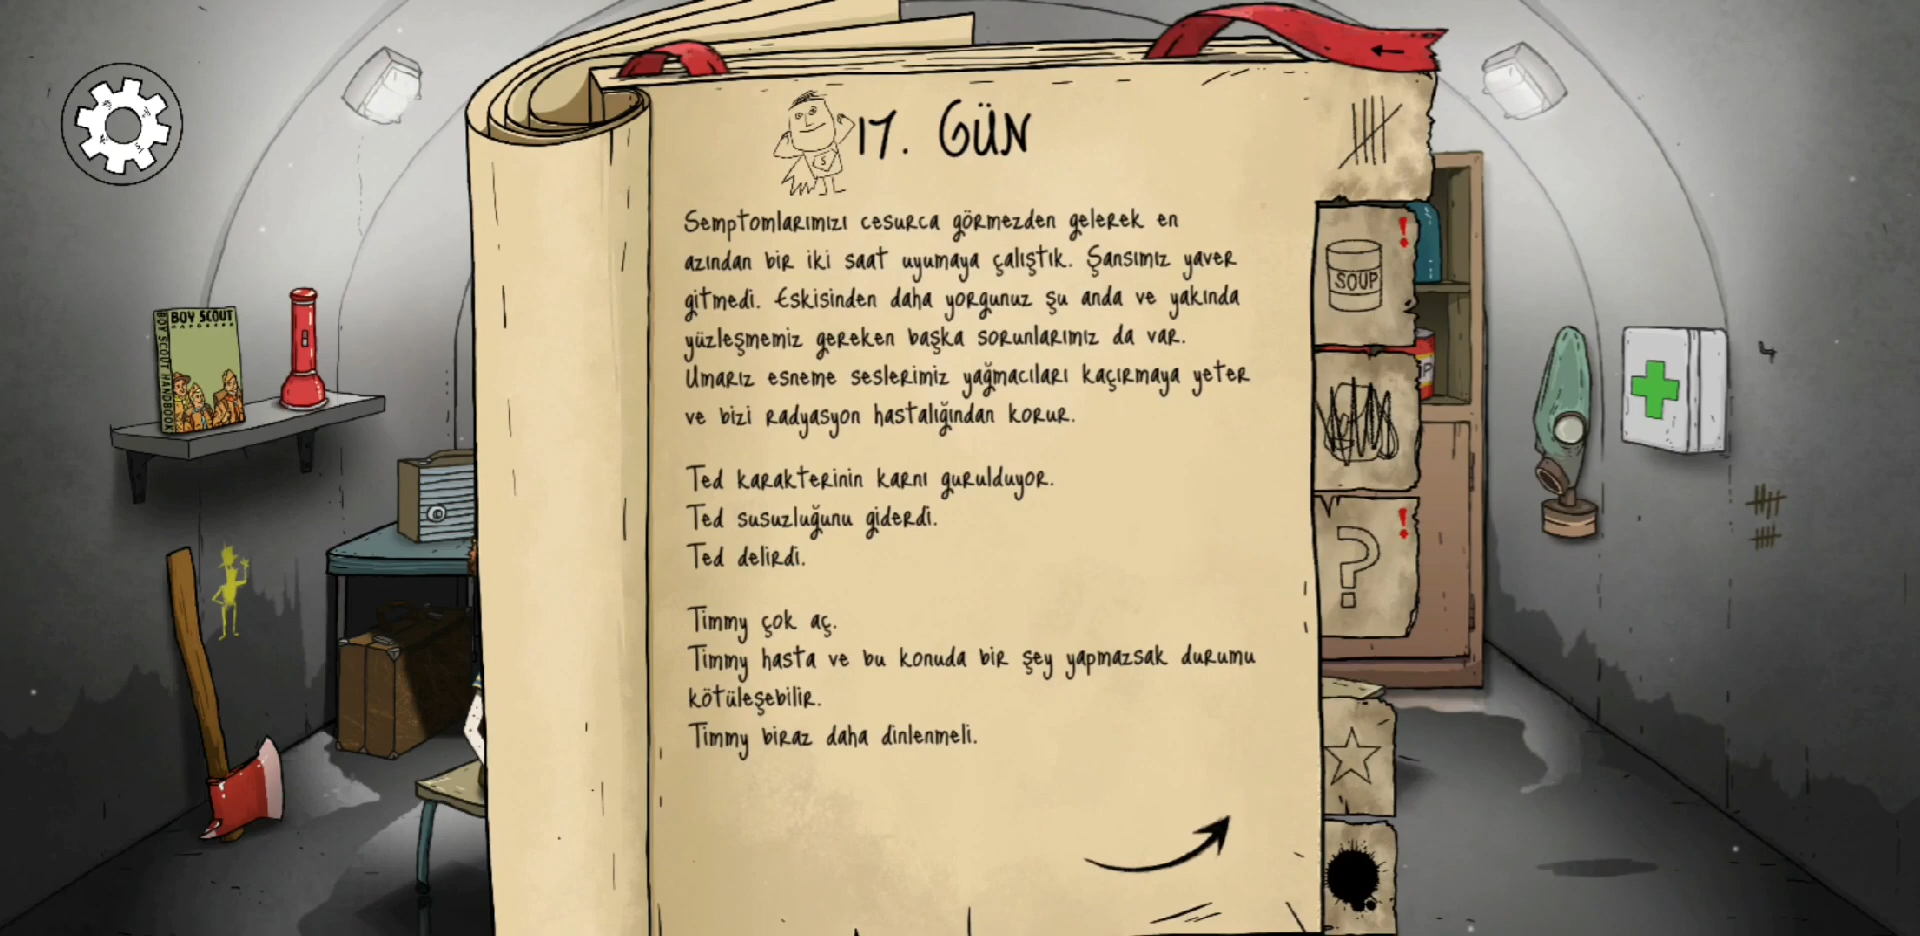 17. GÜN
Semptomlarımızı cesurca görmezden gelerek en
azından bir iki saat uyumaya çalıştık. Şansımız yaver
gitmedi. Eskisinden daha yorgunuz şu anda ve yakında
yüzleşmemiz gereken başka sorunlarımız da var.
Umarız esneme seslerimiz yağmacıları kaçırmaya yeter
ve bizi radyasyon hastalığından korur.
Ted karakterinin karnı gurulduyor.
Ted susuzluğunu giderdi.
Ted delirdi.
Timmy çok aç.
Timmy hasta ve bu konuda bir şey yapmazsak durumu
kötüleşebilir.
Timmy biraz daha dinlenmeli.
!
SOUP
!
?
BOY SCOUT
HANDBOOK
BOY SCOUT HANDBOOK
S